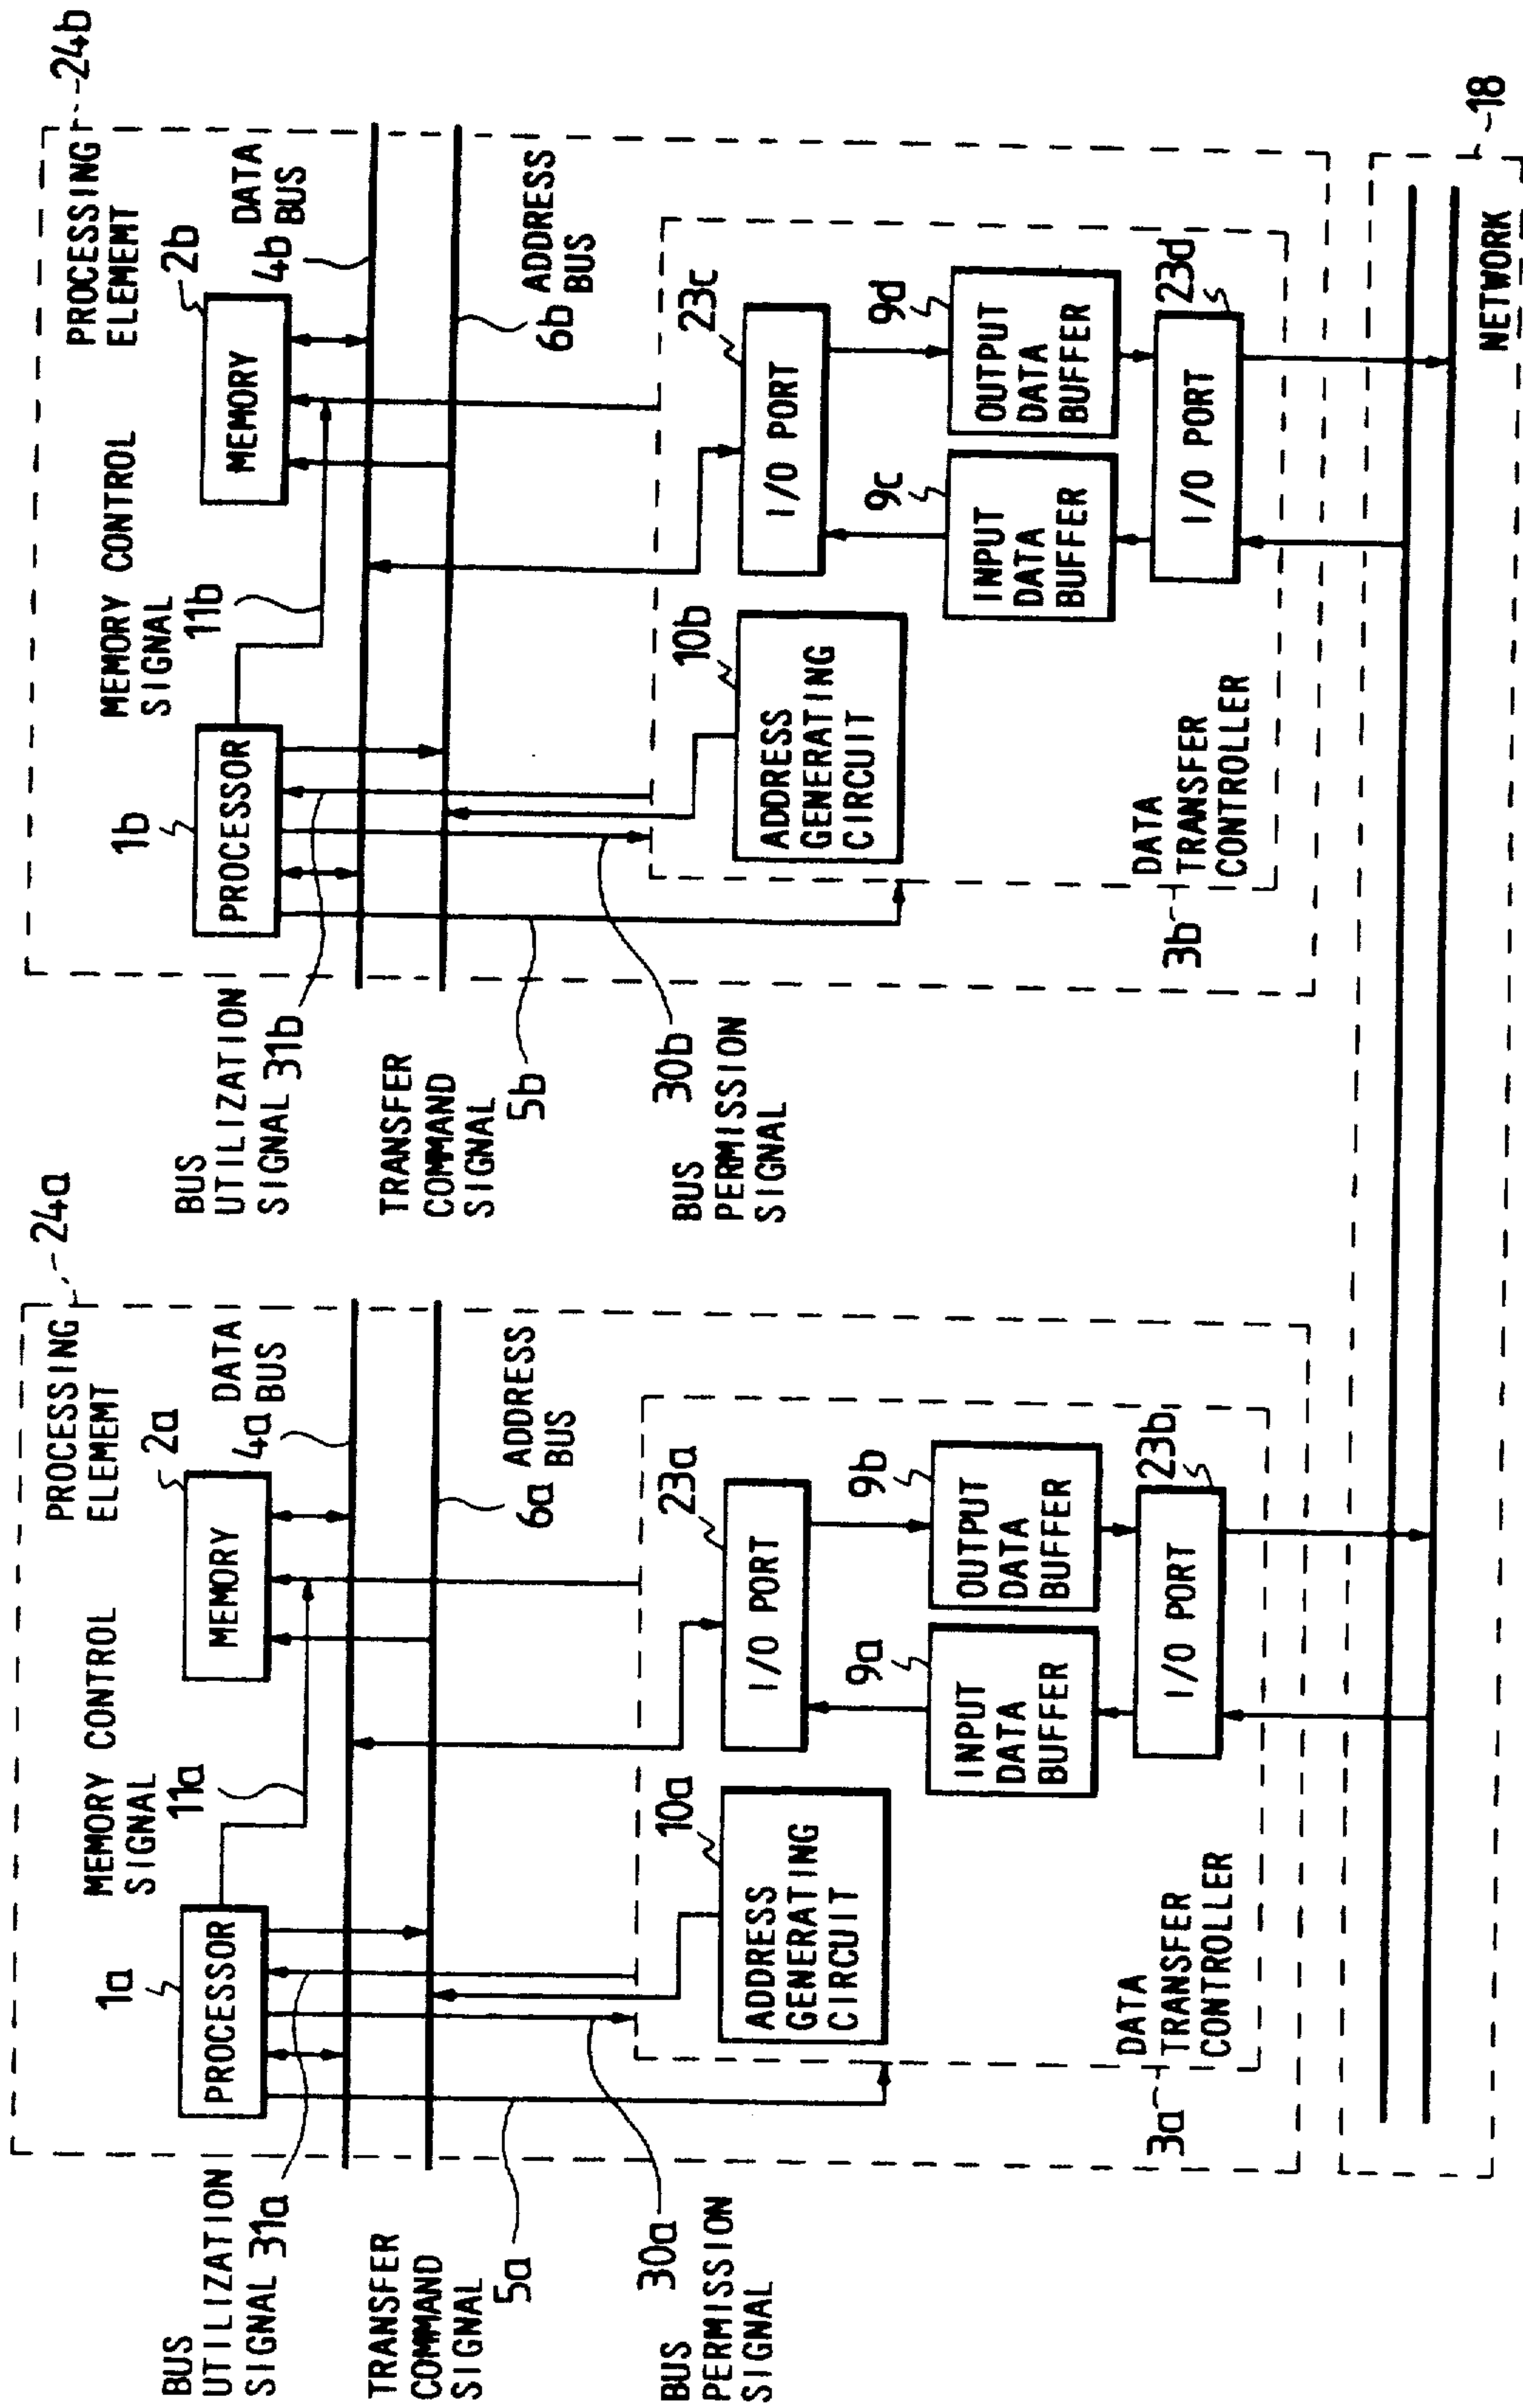 PROCESSING
ELEMEMT
24a
1a
PROCESSOR
MEMORY CONTROL
SIGNAL
11a
2a
MEMORY
DATA
BUS
4a
BUS
UTILIZATION
SIGNAL 31a
TRANSFER
COMMAND
SIGNAL
5a
6a
ADDRESS
BUS
30a
BUS
PERMISSION
SIGNAL
10a
ADDRESS
GENERATING
CIRCUIT
23a
I/O PORT
9a
INPUT
DATA
BUFFER
9b
OUTPUT
DATA
BUFFER
23b
I/O PORT
DATA
TRANSFER
CONTROLLER
3a
PROCESSING
ELEMEMT
24b
1b
PROCESSOR
MEMORY CONTROL
SIGNAL
11b
2b
MEMORY
DATA
BUS
4b
BUS
UTILIZATION
SIGNAL 31b
TRANSFER
COMMAND
SIGNAL
5b
6b
ADDRESS
BUS
30b
BUS
PERMISSION
SIGNAL
10b
ADDRESS
GENERATING
CIRCUIT
23c
I/O PORT
9c
INPUT
DATA
BUFFER
9d
OUTPUT
DATA
BUFFER
23d
I/O PORT
DATA
TRANSFER
CONTROLLER
3b
NETWORK
18